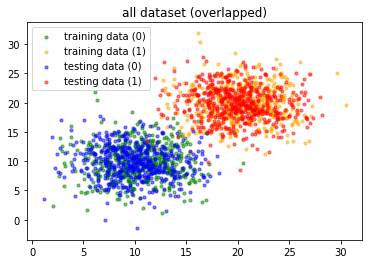 all dataset (overlapped)
training data (0)
training data (1)
testing data (0)
testing data (1)
30
25
20
15
10
5
0
0 5 10 15 20 25 30